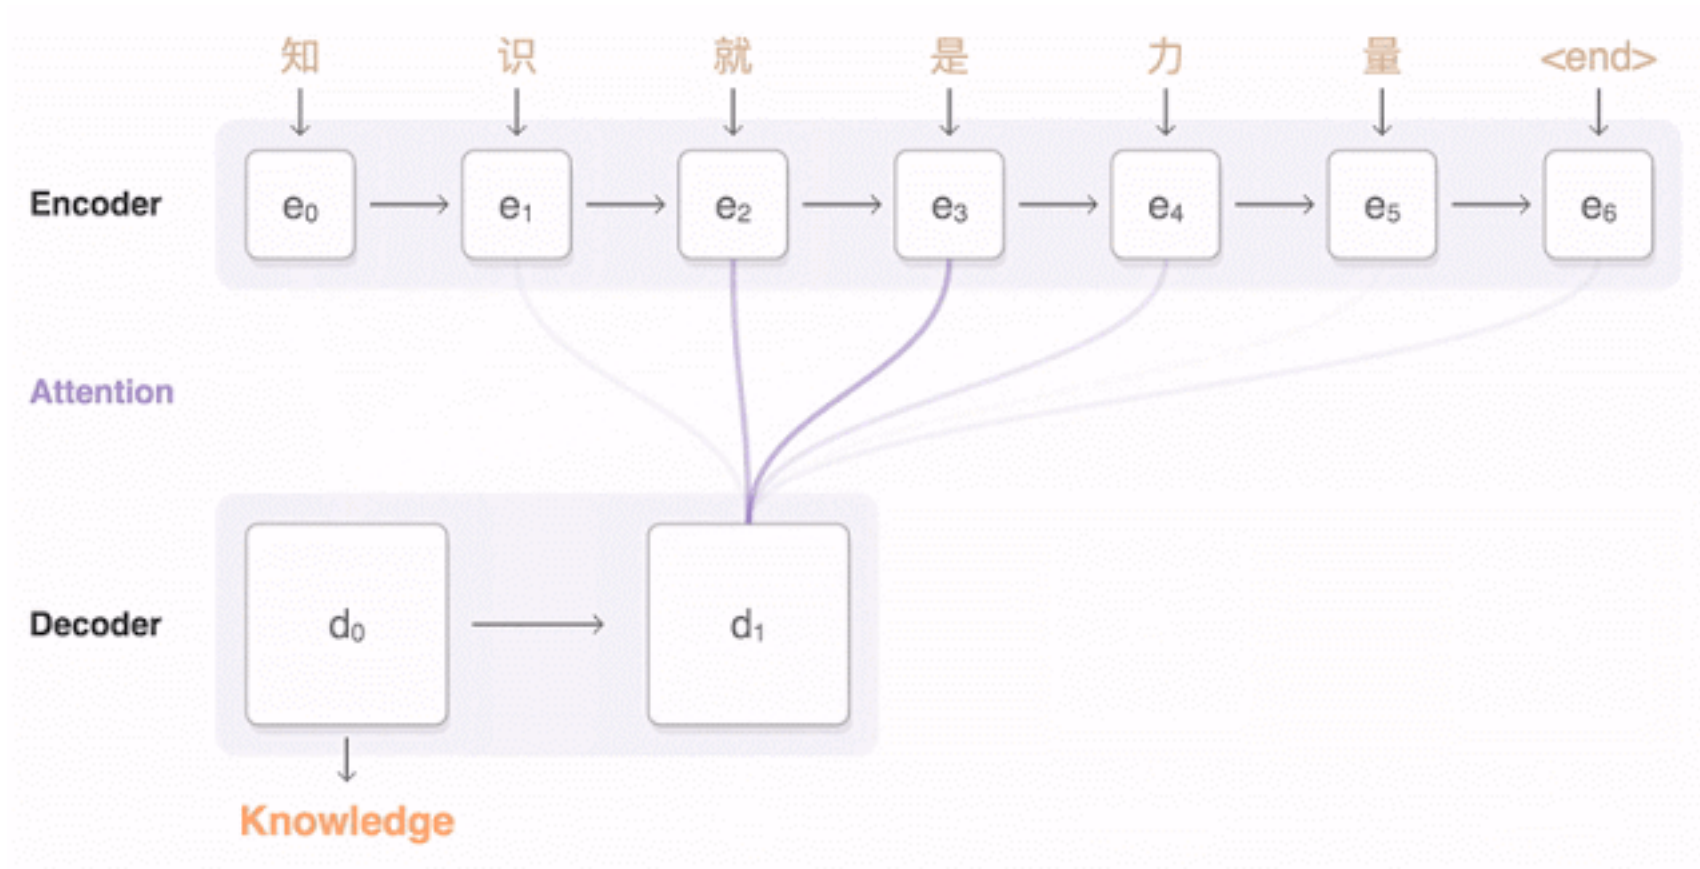 知 识 就 是 力 量 <end>
Encoder e₀ e₁ e₂ e₃ e₄ e₅ e₆
Attention
Decoder d₀ d₁
Knowledge